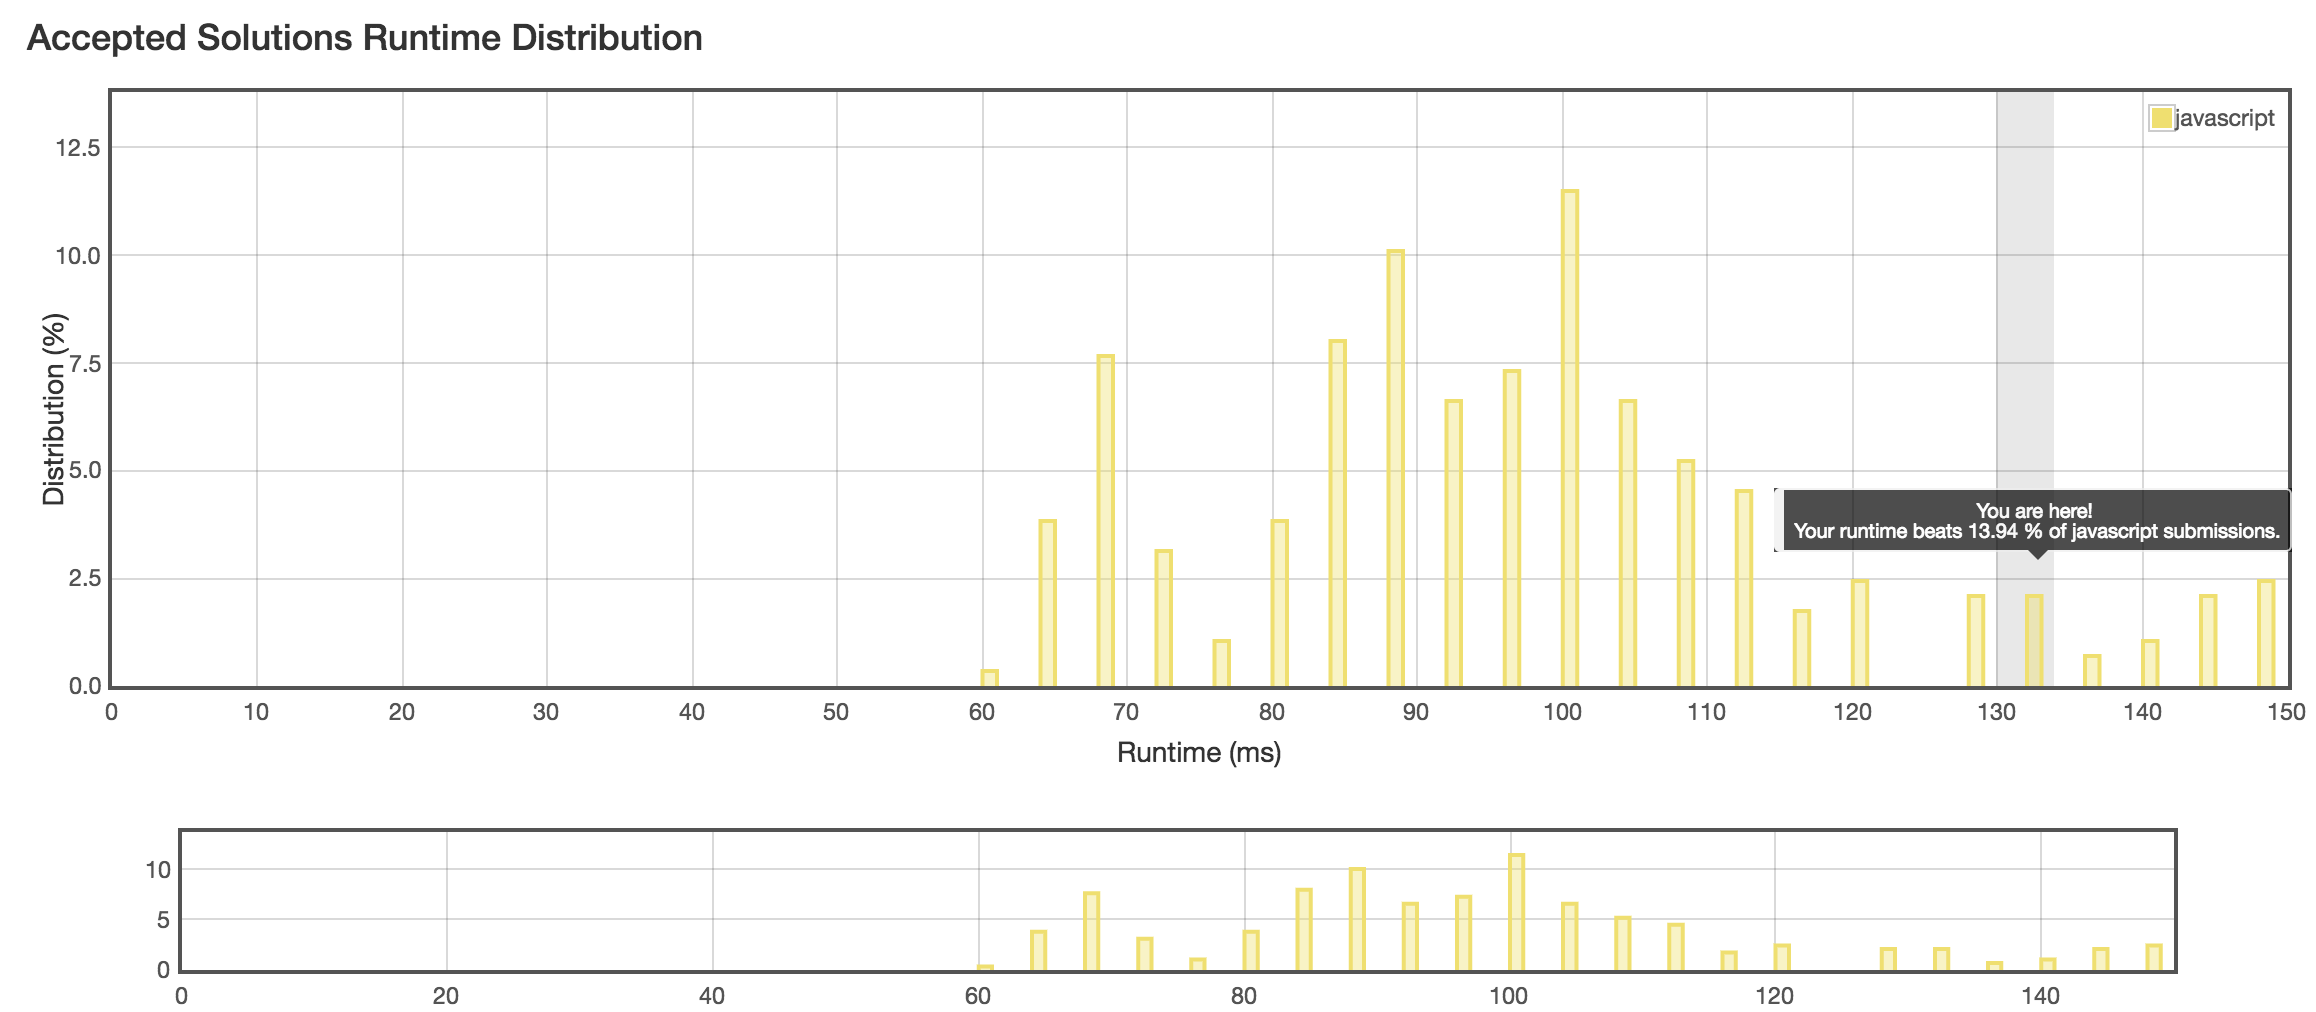 Accepted Solutions Runtime Distribution
javascript
12.5
10.0
7.5
5.0
2.5
0.0
Distribution (%)
You are here!
Your runtime beats 13.94 % of javascript submissions.
0 10 20 30 40 50 60 70 80 90 100 110 120 130 140 150
Runtime (ms)
10
5
0
0 20 40 60 80 100 120 140